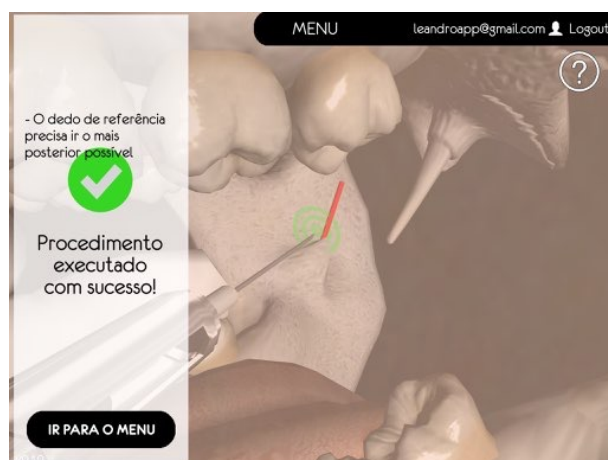 MENU
leandroapp@gmail.com
Logout
?
- O dedo de referência
precisa ir o mais
posterior possível
Procedimento
executado
com sucesso!
IR PARA O MENU